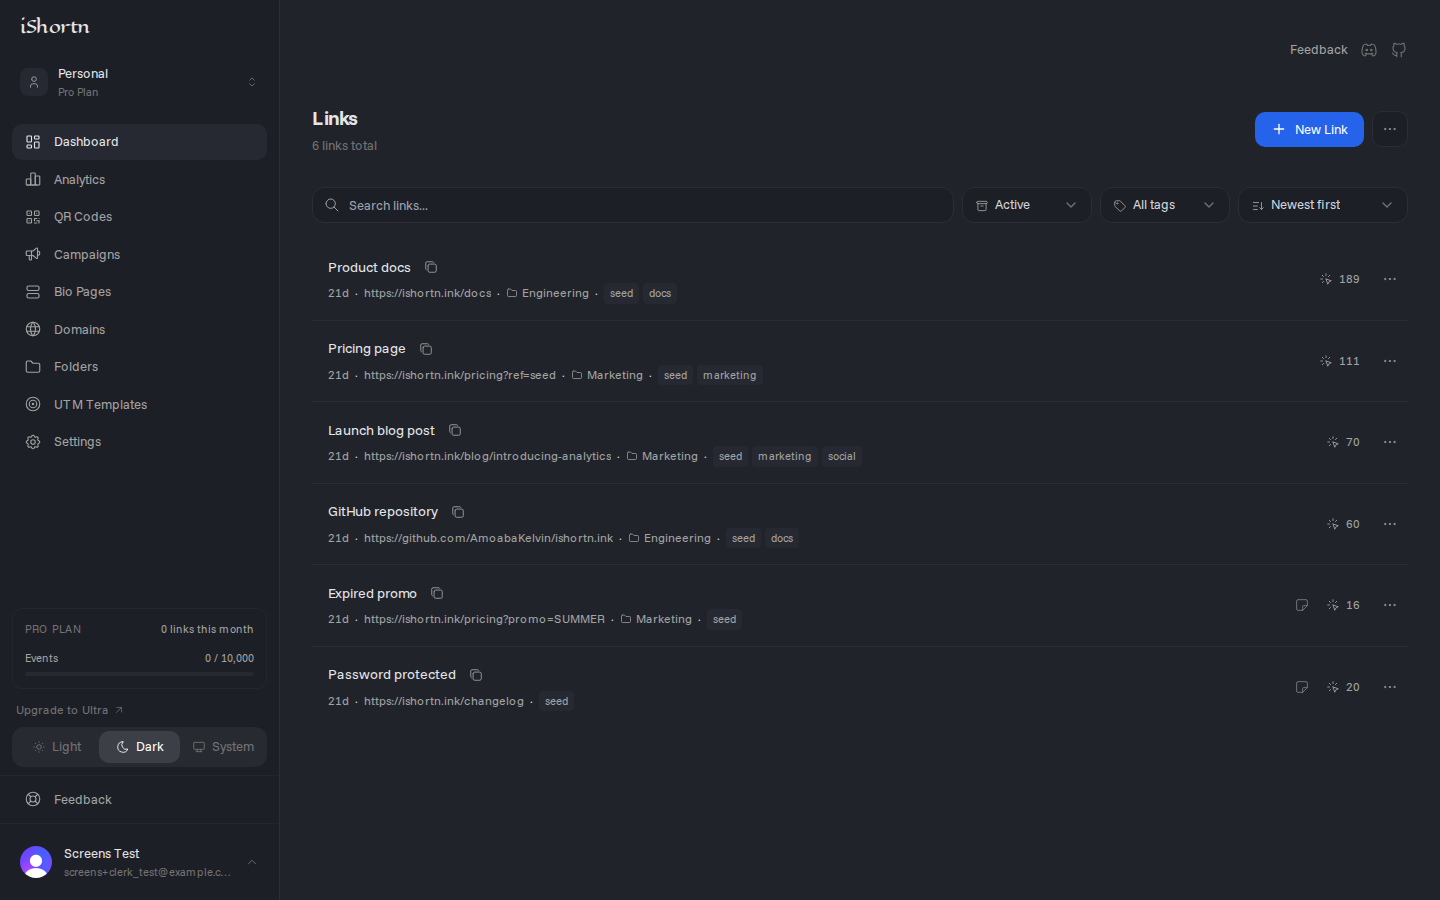 iShortn
Personal
Pro Plan
Dashboard
Analytics
QR Codes
Campaigns
Bio Pages
Domains
Folders
UTM Templates
Settings
PRO PLAN 0 links this month
Events 0 / 10,000
Upgrade to Ultra
Light Dark System
Feedback
Screens Test
screens+clerk_test@example.c...
Feedback
Links
6 links total
New Link
Search links...
Active
All tags
Newest first
Product docs
21d · https://ishortn.ink/docs · Engineering · seed docs
189
Pricing page
21d · https://ishortn.ink/pricing?ref=seed · Marketing · seed marketing
111
Launch blog post
21d · https://ishortn.ink/blog/introducing-analytics · Marketing · seed marketing social
70
GitHub repository
21d · https://github.com/AmoabaKelvin/ishortn.ink · Engineering · seed docs
60
Expired promo
21d · https://ishortn.ink/pricing?promo=SUMMER · Marketing · seed
16
Password protected
21d · https://ishortn.ink/changelog · seed
20